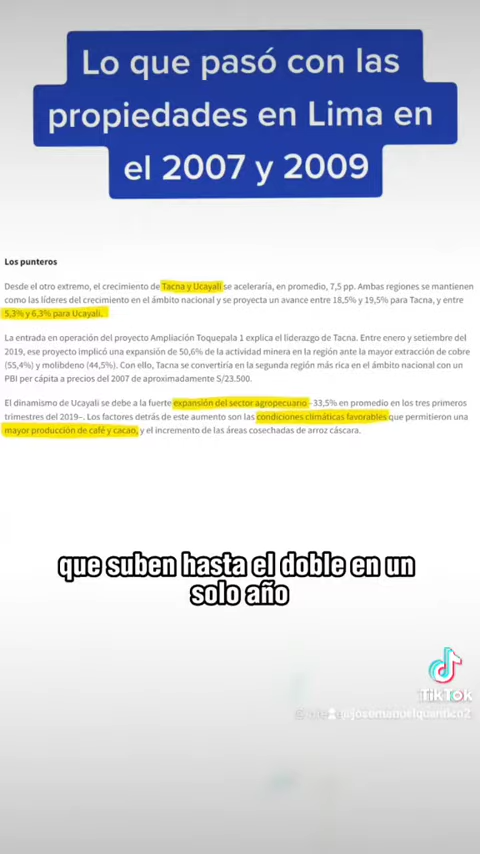 Lo que pasó con las
propiedades en Lima en
el 2007 y 2009
Los punteros
Desde el otro extremo, el crecimiento de Tacna y Ucayali se aceleraría, en promedio, 7,5 pp. Ambas regiones se mantienen
como las líderes del crecimiento en el ámbito nacional y se proyecta un avance entre 18,5% y 19,5% para Tacna, y entre
5,3% y 6,3% para Ucayali.
La entrada en operación del proyecto Ampliación Toquepala 1 explica el liderazgo de Tacna. Entre enero y setiembre del
2019, ese proyecto implicó una expansión de 50,6% de la actividad minera en la región ante la mayor extracción de cobre
(55,4%) y molibdeno (44,5%). Con ello, Tacna se convertiría en la segunda región más rica en el ámbito nacional con un
PBI per cápita a precios del 2007 de aproximadamente S/23.500.
El dinamismo de Ucayali se debe a la fuerte expansión del sector agropecuario - 33,5% en promedio en los tres primeros
trimestres del 2019–. Los factores detrás de este aumento son las condiciones climáticas favorables que permitieron una
mayor producción de café y cacao, y el incremento de las áreas cosechadas de arroz cáscara.
que suben hasta el doble en un
solo año
TikTok